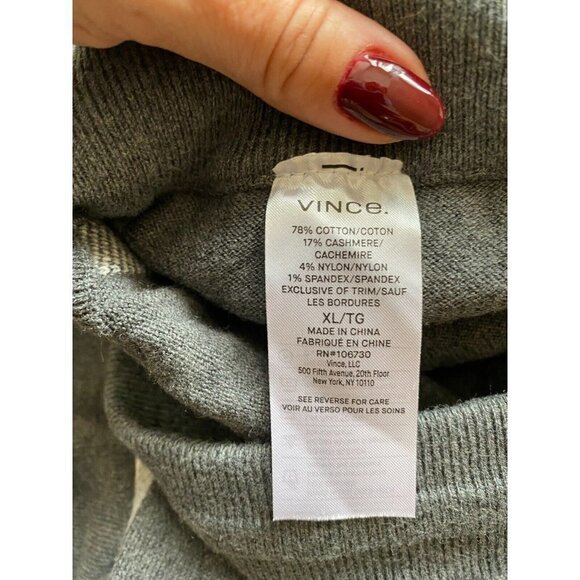 VINCe.
78% COTTON/COTON
17% CASHMERE/
CACHEMIRE
4% NYLON/NYLON
1% SPANDEX/SPANDEX
EXCLUSIVE OF TRIM/SAUF
LES BORDURES
XL/TG
MADE IN CHINA
FABRIQUÉ EN CHINE
RN#106730
Vince, LLC
500 Fifth Avenue, 20th Floor
New York, NY 10110
SEE REVERSE FOR CARE
VOIR AU VERSO POUR LES SOINS